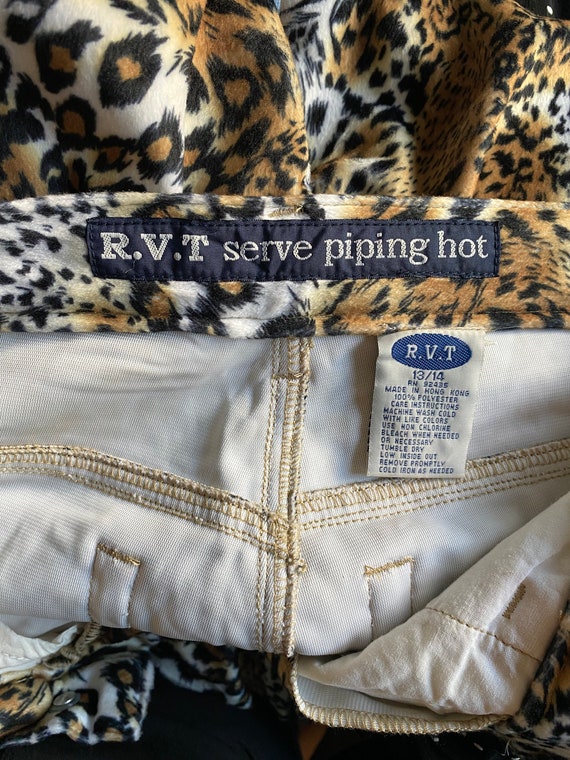 R.V.T serve piping hot
R.V.T
13/14
RN 92435
MADE IN HONG KONG
100% POLYESTER
CARE INSTRUCTIONS
MACHINE WASH COLD
WITH LIKE COLORS
USE NON CHLORINE
BLEACH WHEN NEEDED
OR NECESSARY
TUMBLE DRY
LOW INSIDE OUT
REMOVE PROMPTLY
COLD IRON AS NEEDED